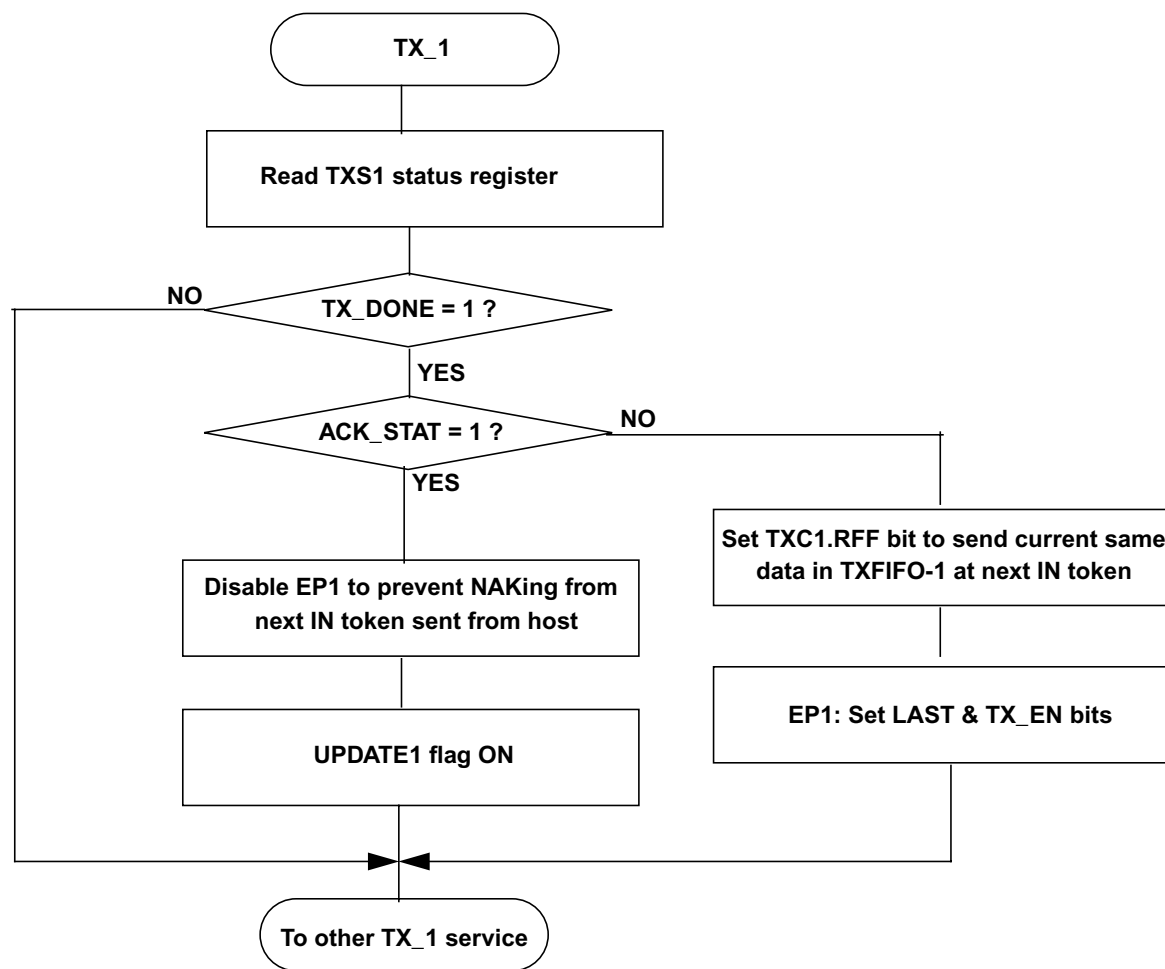 TX_1
Read TXS1 status register
NO
TX_DONE = 1 ?
YES
ACK_STAT = 1 ?
NO
YES
Set TXC1.RFF bit to send current same
data in TXFIFO-1 at next IN token
Disable EP1 to prevent NAKing from
next IN token sent from host
EP1: Set LAST & TX_EN bits
UPDATE1 flag ON
To other TX_1 service